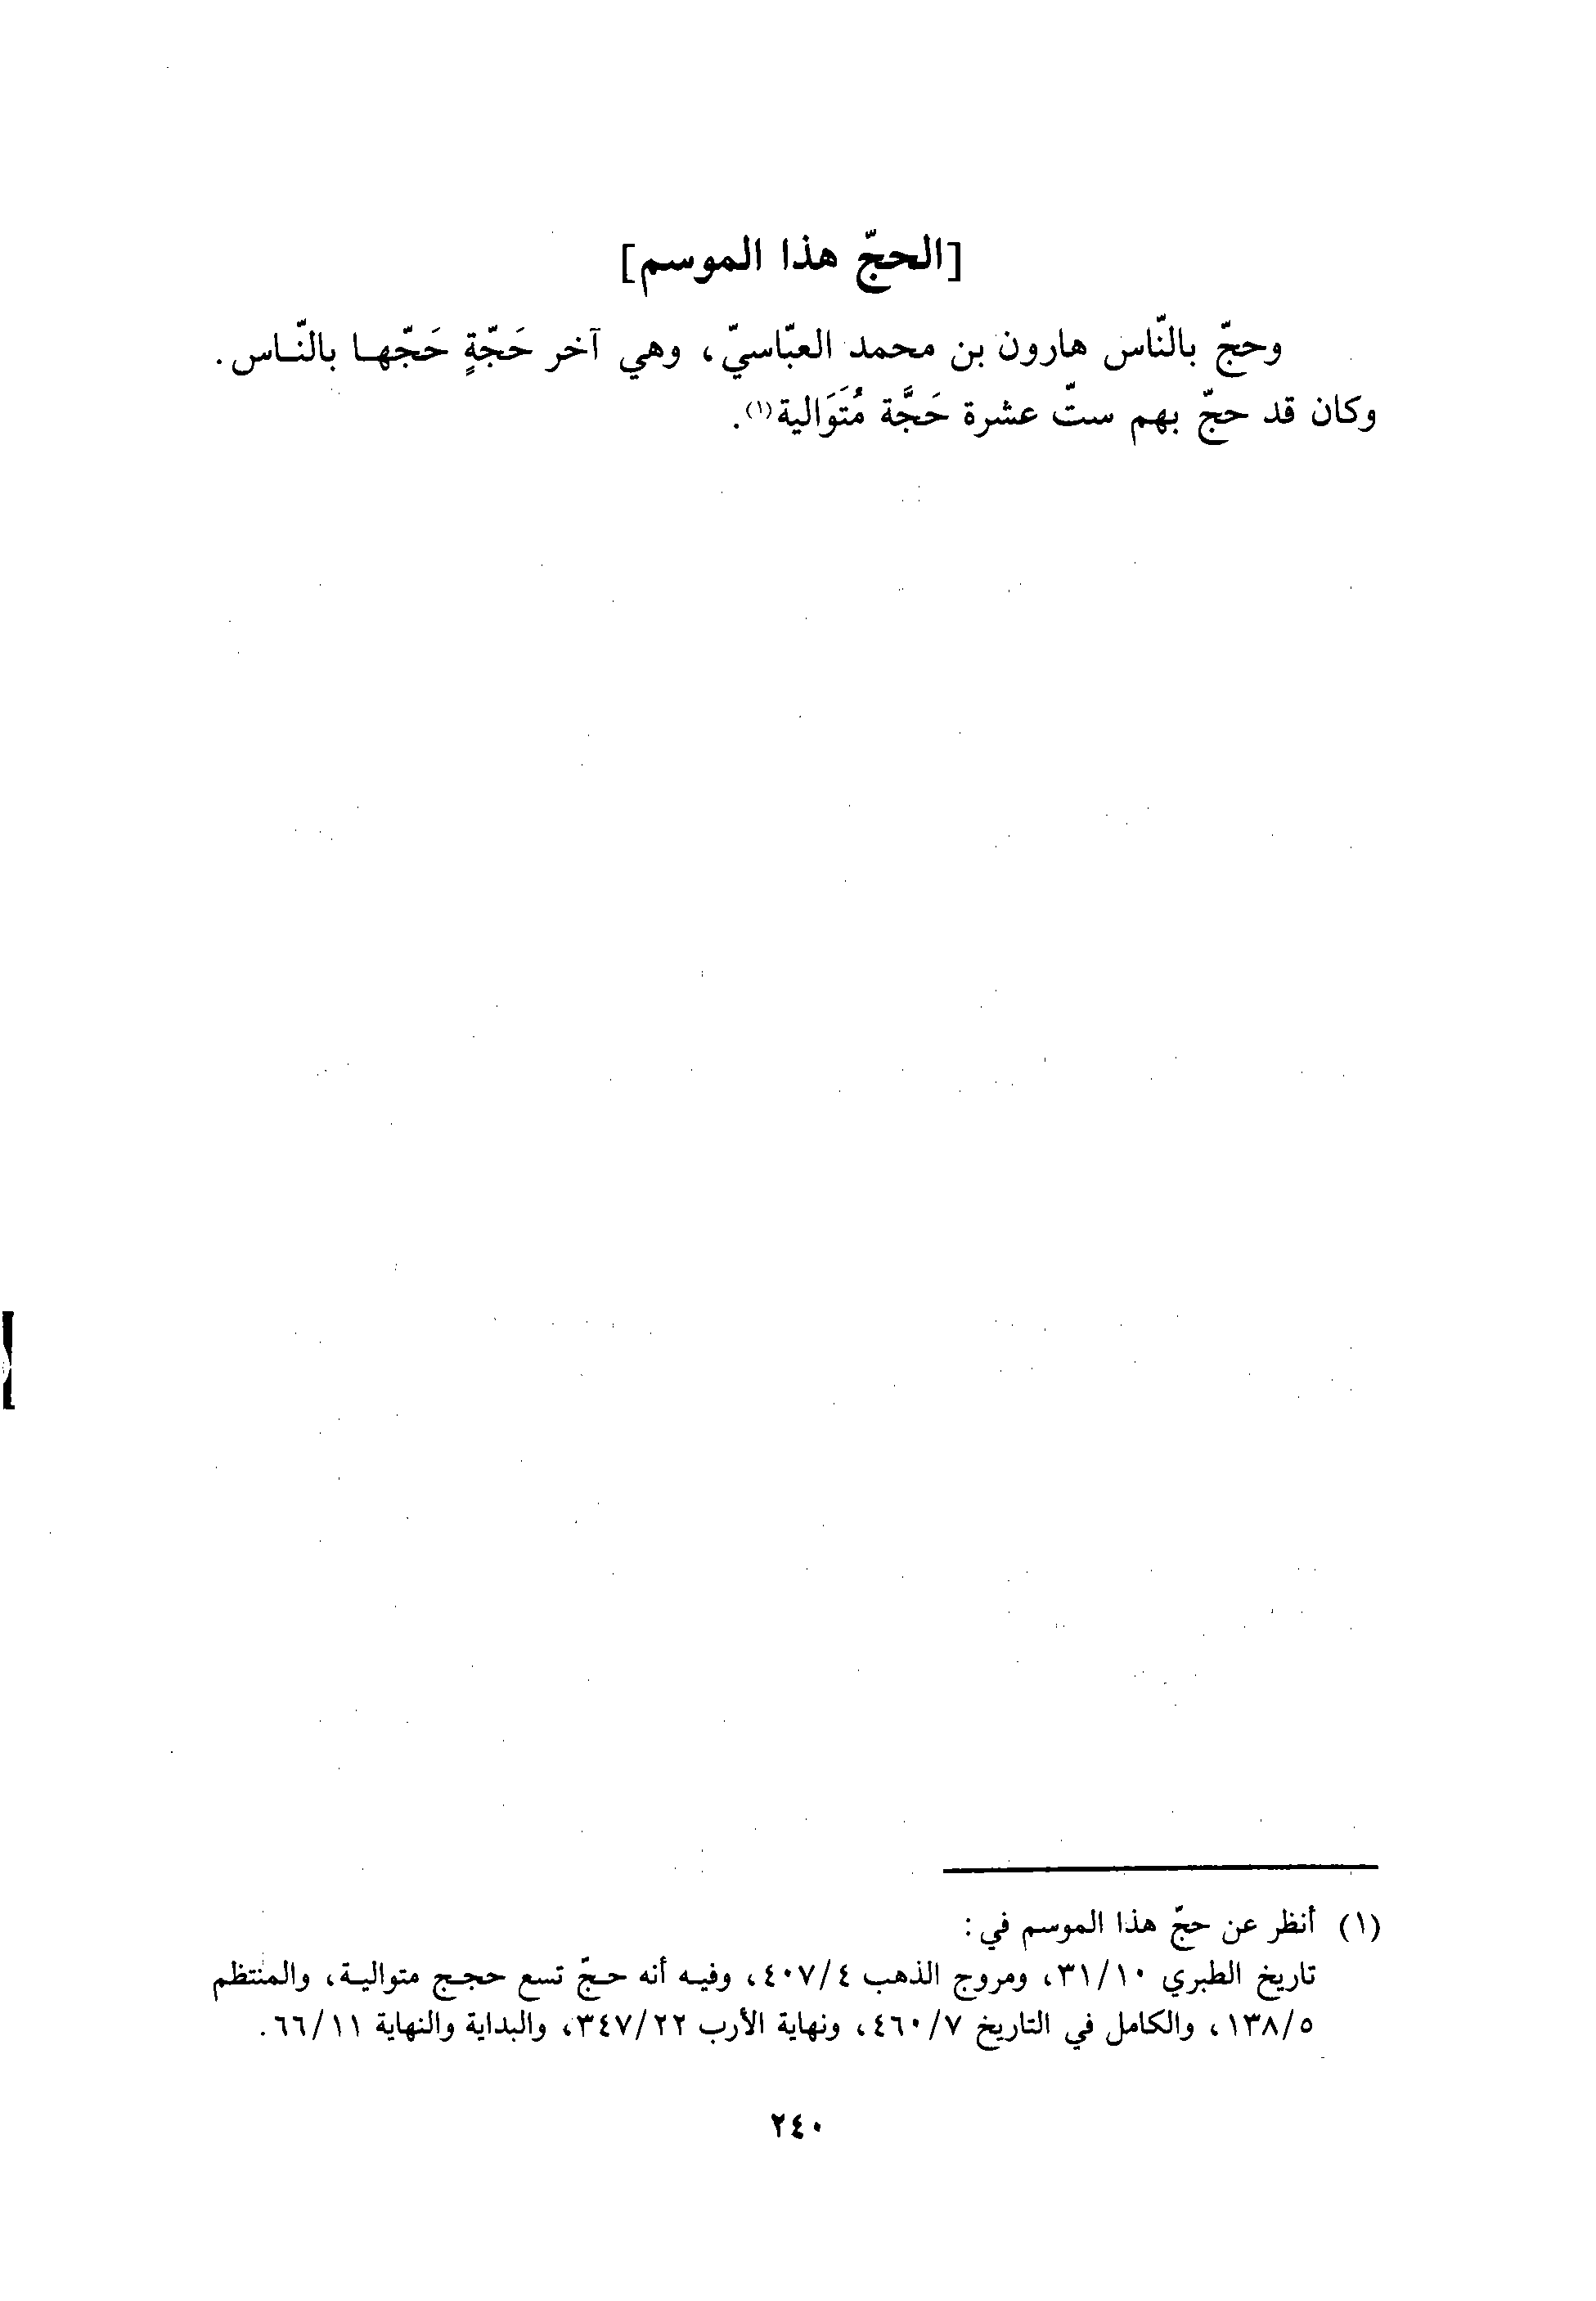 [الحجّ هذا الموسم]
وحجّ بالنّاس هارون بن محمد العبّاسيّ، وهي آخر حَجّةٍ حَجّها بالنّاس.
وكان قد حجّ بهم ستّ عشرة حَجَّة مُتَوَالية(١).
(١) أنظر عن حجّ هذا الموسم في:
تاريخ الطبري ٣١/١٠، ومروج الذهب ٤٠٧/٤، وفيه أنه حجّ تسع حجج متوالية، والمنتظم
١٣٨/٥، والكامل في التاريخ ٤٦٠/٧، ونهاية الأرب ٣٤٧/٢٢، والبداية والنهاية ٦٦/١١.
٢٤٠